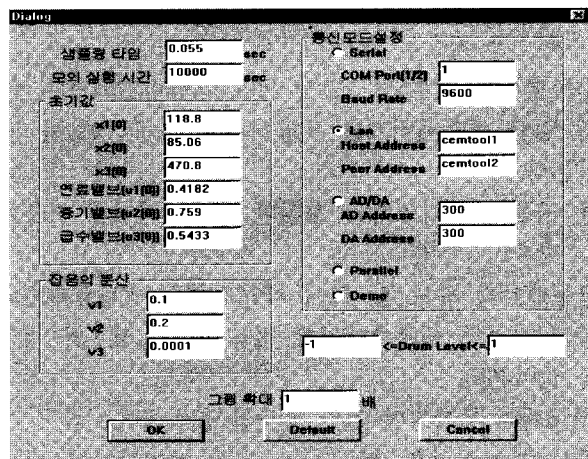 Dialog
샘플링 타임 0.055 sec
모의 실행 시간 10000 sec
초기값
x1[0] 118.8
x2[0] 85.06
x3[0] 470.8
연료밸브(u1[0]) 0.4182
증기밸브(u2[0]) 0.759
급수밸브(u3[0]) 0.5433
잡음의 분산
v1 0.1
v2 0.2
v3 0.0001
통신모드설정
Serial
COM Port[1/2] 1
Baud Rate 9600
Lan
Host Address cemtool1
Peer Address cemtool2
AD/DA
AD Address 300
DA Address 300
Parallel
Demo
-1 <=Drum Level<= 1
그림 확대 1 배
OK Default Cancel